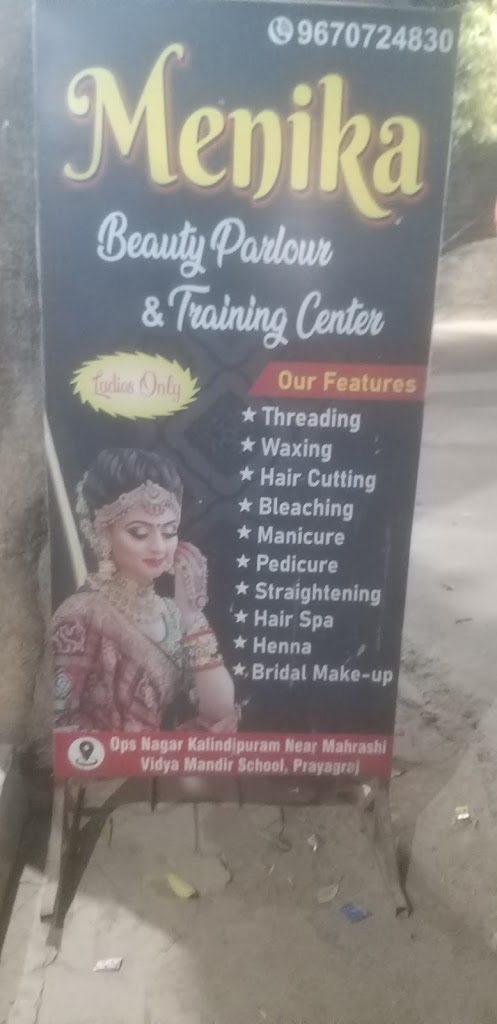 9670724830
Menika
Beauty Parlour
& Training Center
Ladies Only
Our Features
★ Threading
★ Waxing
★ Hair Cutting
★ Bleaching
★ Manicure
★ Pedicure
★ Straightening
★ Hair Spa
★ Henna
★ Bridal Make-up
Ops Nagar Kalindipuram Near Mahrashi
Vidya Mandir School, Prayagraj